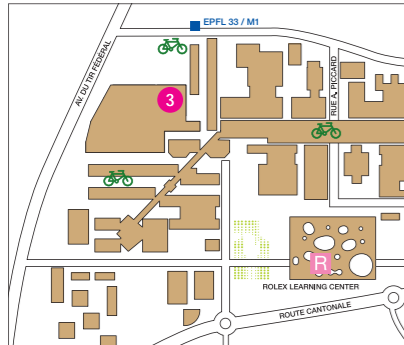 EPFL 33 / M1
AV. DU TIR FÉDÉRAL
3
RUE A. PICCARD
R
ROLEX LEARNING CENTER
ROUTE CANTONALE